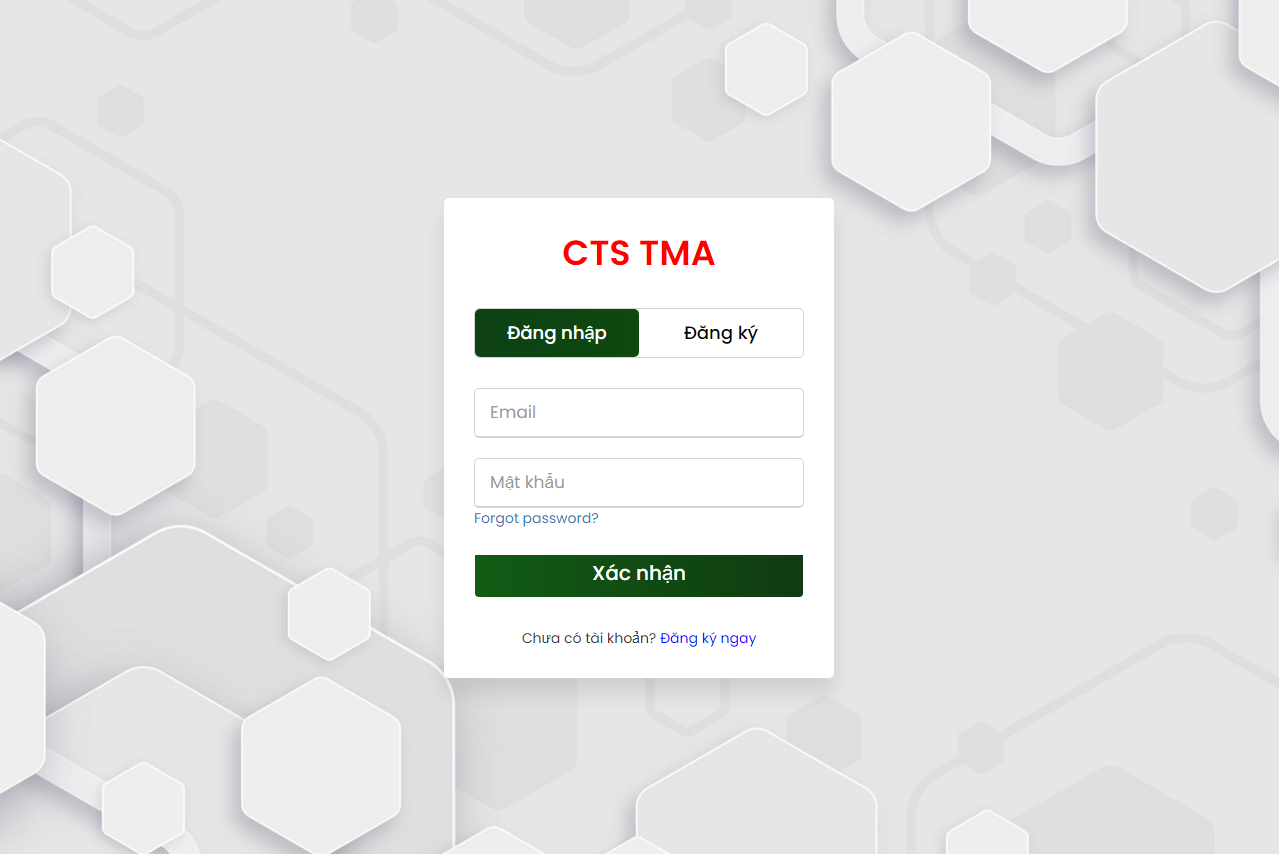 CTS TMA
Đăng nhập Đăng ký
Email
Mật khẩu
Forgot password?
Xác nhận
Chưa có tài khoản? Đăng ký ngay